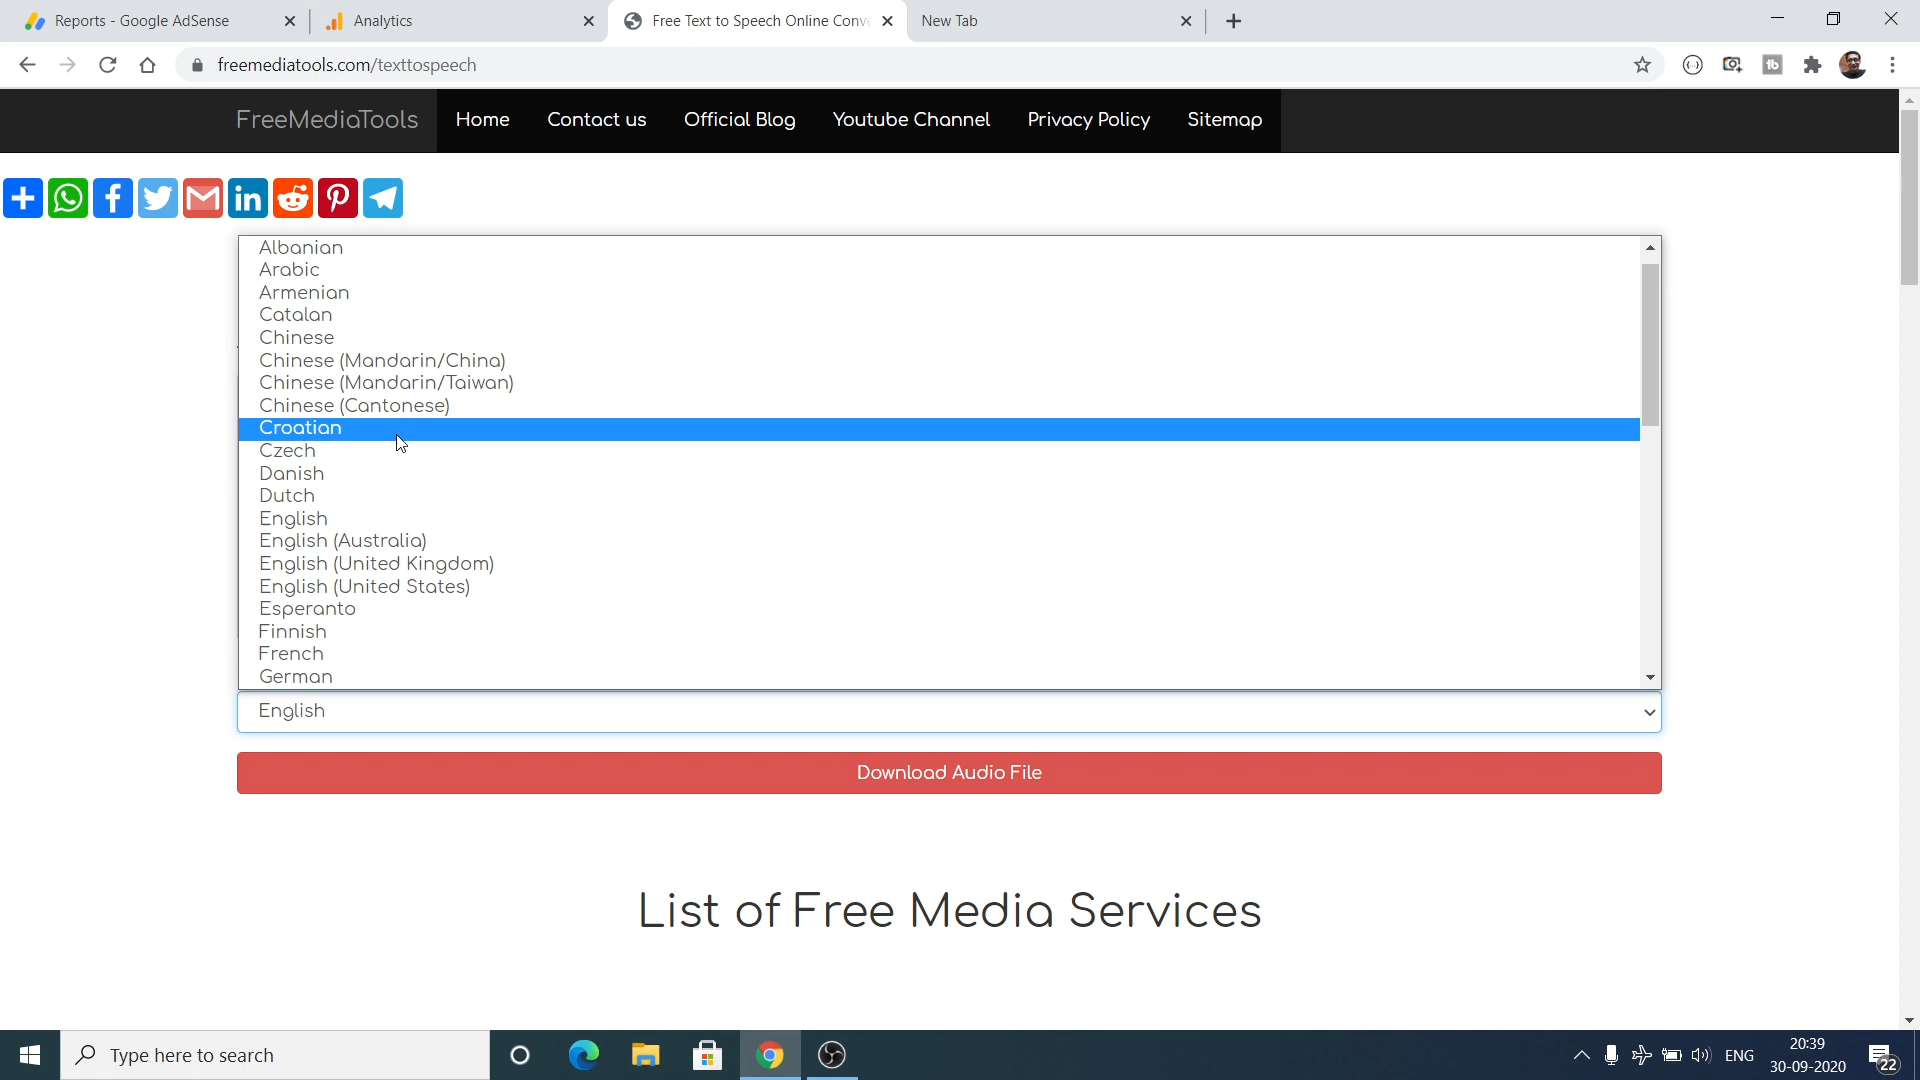 Reports - Google AdSense
Analytics
Free Text to Speech Online Conve
New Tab
freemediatools.com/texttospeech
FreeMediaTools
Home
Contact us
Official Blog
Youtube Channel
Privacy Policy
Sitemap
Albanian
Arabic
Armenian
Catalan
Chinese
Chinese (Mandarin/China)
Chinese (Mandarin/Taiwan)
Chinese (Cantonese)
Croatian
Czech
Danish
Dutch
English
English (Australia)
English (United Kingdom)
English (United States)
Esperanto
Finnish
French
German
English
Download Audio File
List of Free Media Services
Type here to search
ENG
20:39
30-09-2020
22